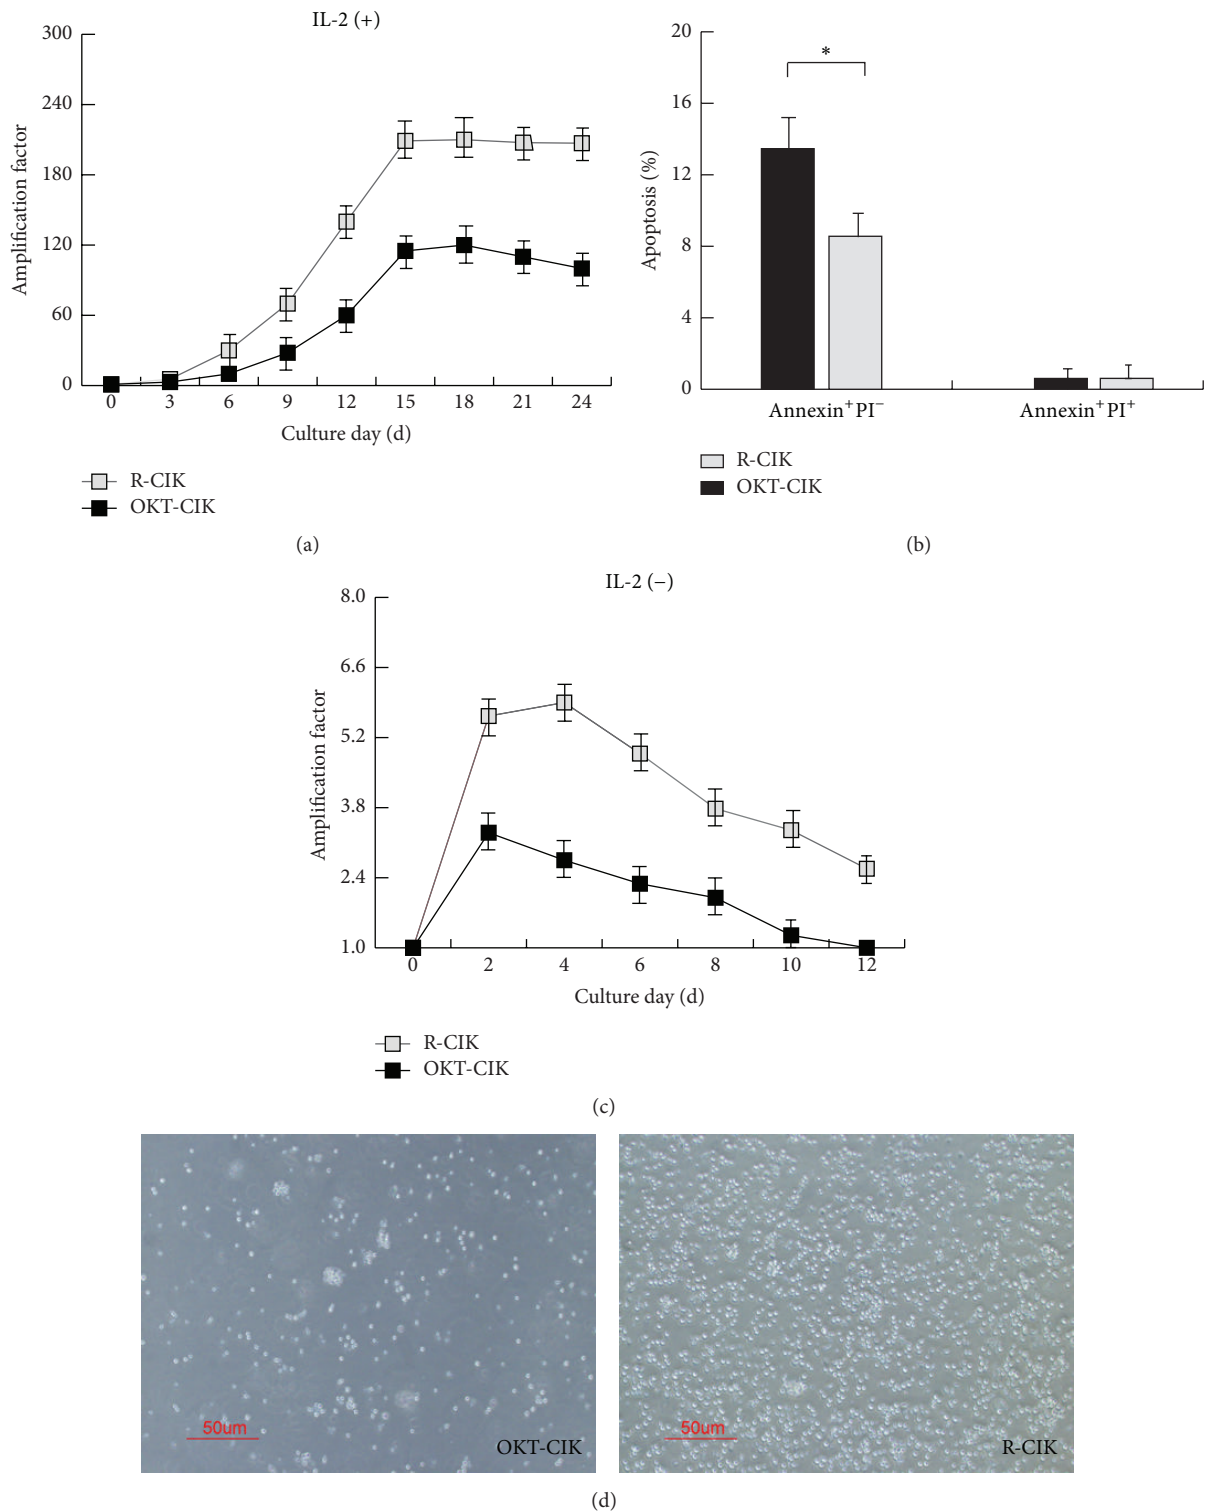 IL-2 (+)
300
240
180
120
60
0
Amplification factor
0 3 6 9 12 15 18 21 24
Culture day (d)
R-CIK
OKT-CIK
(a)
20
16
12
8
4
0
Apoptosis (%)
*
Annexin⁺PI⁻ Annexin⁺PI⁺
R-CIK
OKT-CIK
(b)
IL-2 (−)
8.0
6.6
5.2
3.8
2.4
1.0
Amplification factor
0 2 4 6 8 10 12
Culture day (d)
R-CIK
OKT-CIK
(c)
50um
OKT-CIK
50um
R-CIK
(d)